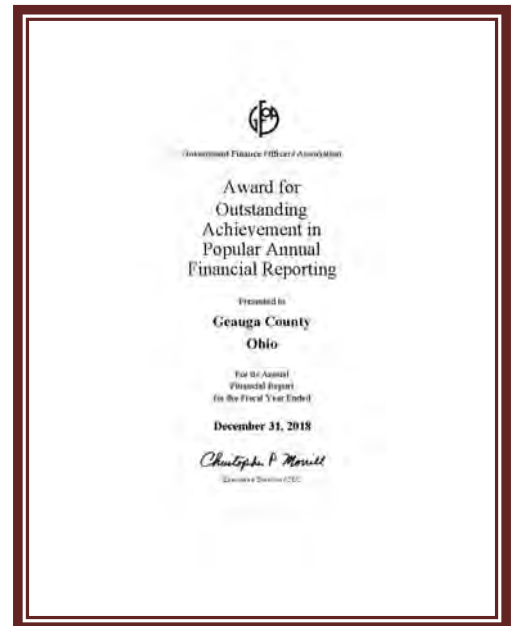 GFOA
Government Finance Officers Association
Award for
Outstanding
Achievement in
Popular Annual
Financial Reporting
Presented to
Geauga County
Ohio
For its Annual
Financial Report
for the Fiscal Year Ended
December 31, 2018
Christopher P. Morrill
Executive Director/CEO